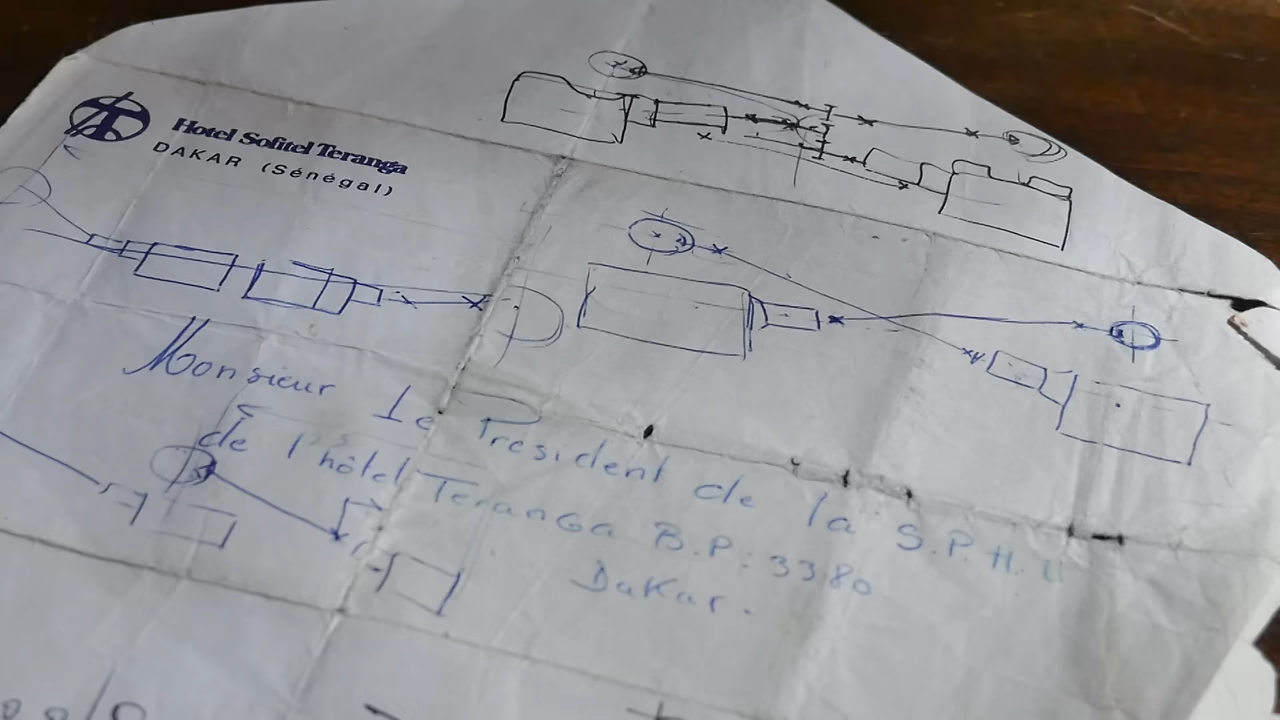 Hotel Sofitel Teranga
DAKAR (Sénégal)
Monsieur le President de la S.P.H.U
de l'hôtel Teranga B.P: 3380
Dakar.